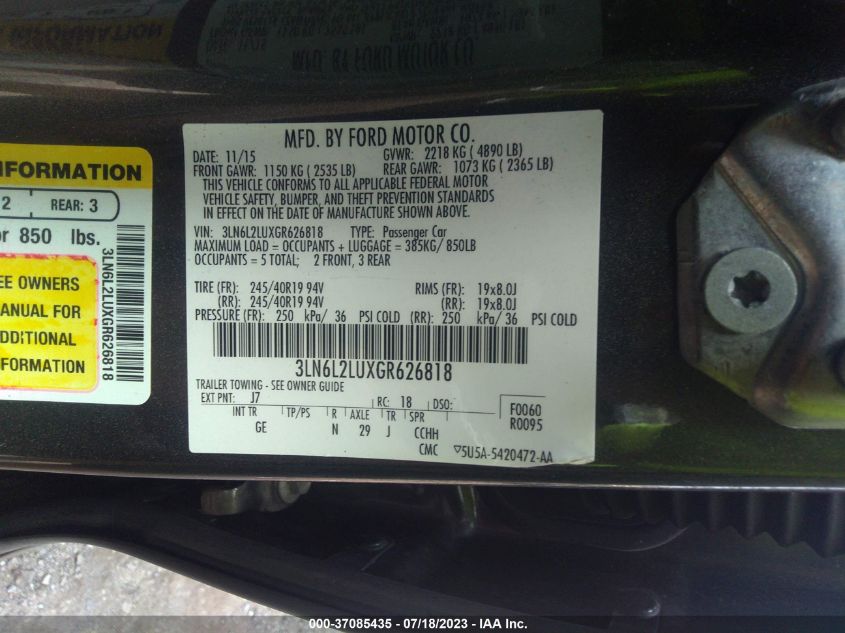 MFD. BY FORD MOTOR CO.
DATE: 11/15 GVWR: 2218 KG ( 4890 LB)
FRONT GAWR: 1150 KG ( 2535 LB) REAR GAWR: 1073 KG ( 2365 LB)
THIS VEHICLE CONFORMS TO ALL APPLICABLE FEDERAL MOTOR
VEHICLE SAFETY, BUMPER, AND THEFT PREVENTION STANDARDS
IN EFFECT ON THE DATE OF MANUFACTURE SHOWN ABOVE.
VIN: 3LN6L2LUXGR626818 TYPE: Passenger Car
MAXIMUM LOAD = OCCUPANTS + LUGGAGE = 385KG/ 850LB
OCCUPANTS = 5 TOTAL; 2 FRONT, 3 REAR
TIRE (FR): 245/40R19 94V RIMS (FR): 19x8.0J
(RR): 245/40R19 94V (RR): 19x8.0J
PRESSURE (FR): 250 kPa/ 36 PSI COLD (RR): 250 kPa/ 36 PSI COLD
3LN6L2LUXGR626818
TRAILER TOWING - SEE OWNER GUIDE
EXT PNT: J7 RC: 18 DSO: F0060
INT TR TP/PS R AXLE TR SPR R0095
GE N 29 J CCHH
CMC ▽5U5A-5420472-AA
NFORMATION
2 REAR: 3
or 850 lbs.
EE OWNERS
MANUAL FOR
ADDITIONAL
FORMATION
3LN6L2LUXGR626818
000-37085435 - 07/18/2023 - IAA Inc.